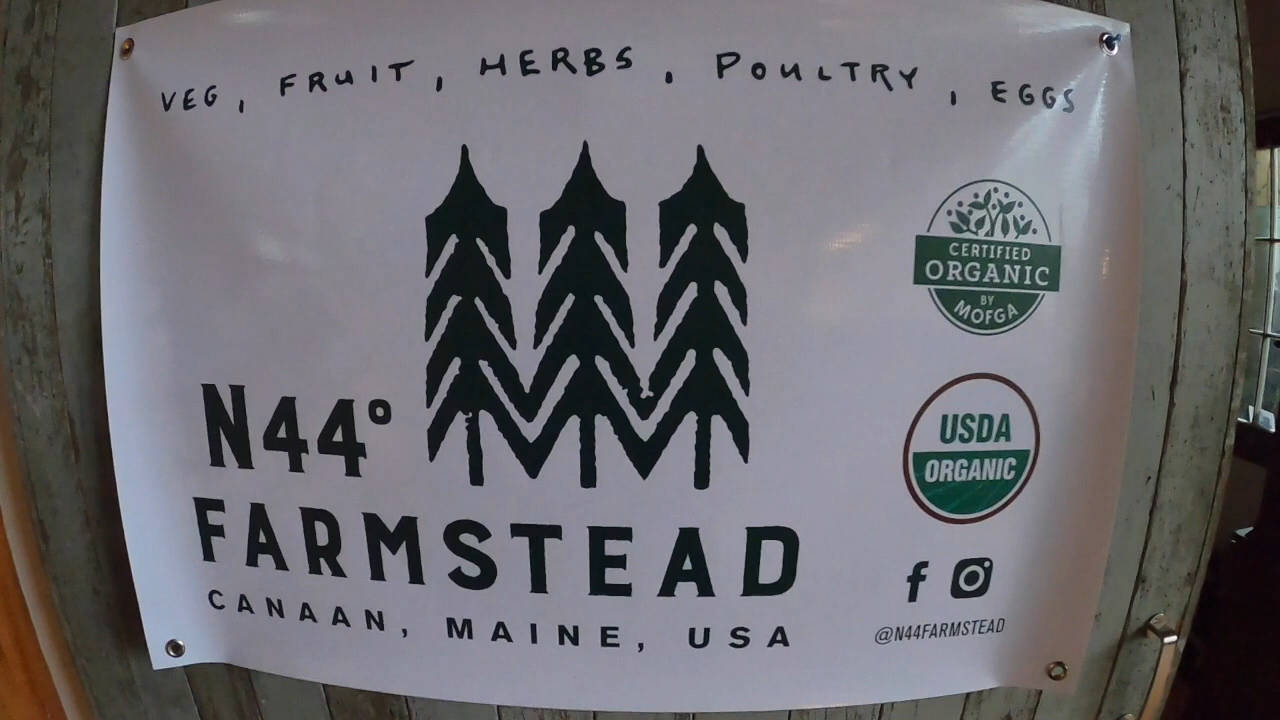 VEG, FRUIT, HERBS, POULTRY, EGGS
CERTIFIED
ORGANIC
BY
MOFGA
N44°
FARMSTEAD
CANAAN, MAINE, USA
USDA
ORGANIC
@N44FARMSTEAD